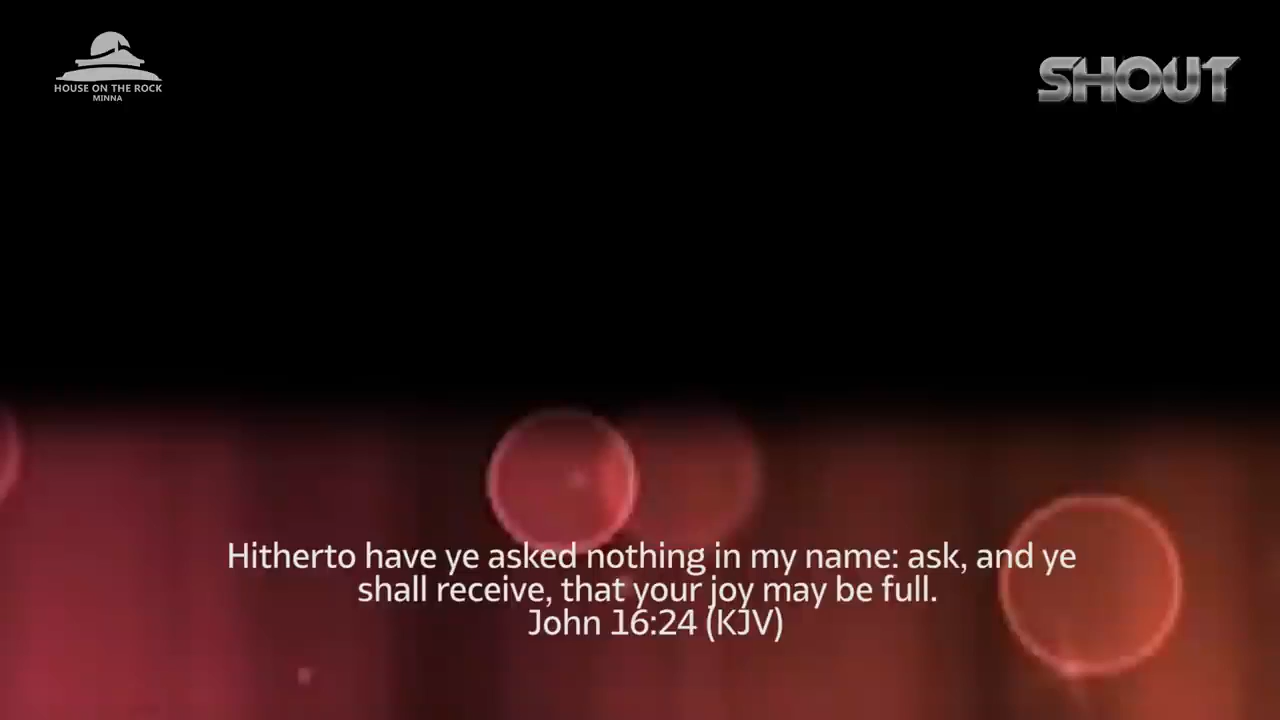 HOUSE ON THE ROCK
MINNA
SHOUT
Hitherto have ye asked nothing in my name: ask, and ye
shall receive, that your joy may be full.
John 16:24 (KJV)